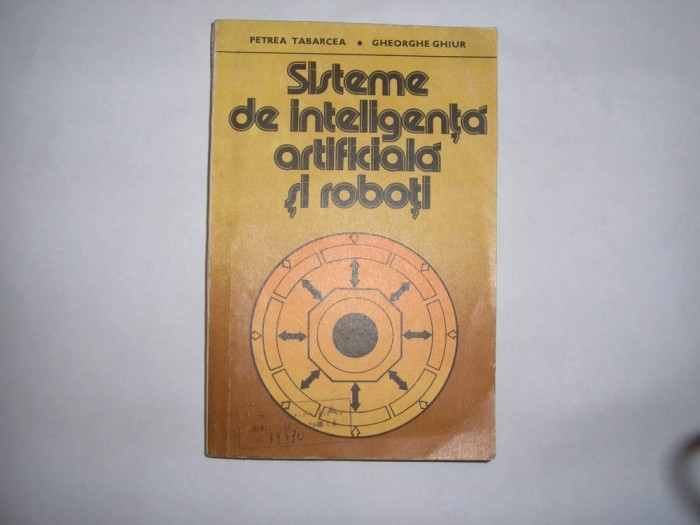 PETREA TABARCEA • GHEORGHE GHIUR
Sisteme
de inteligență
artificială
și roboți